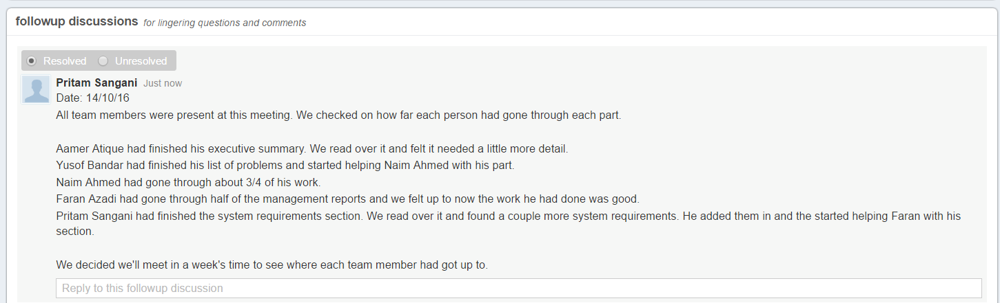 followup discussions for lingering questions and comments
Resolved Unresolved
Pritam Sangani Just now
Date: 14/10/16
All team members were present at this meeting. We checked on how far each person had gone through each part.
Aamer Atique had finished his executive summary. We read over it and felt it needed a little more detail.
Yusof Bandar had finished his list of problems and started helping Naim Ahmed with his part.
Naim Ahmed had gone through about 3/4 of his work.
Faran Azadi had gone through half of the management reports and we felt up to now the work he had done was good.
Pritam Sangani had finished the system requirements section. We read over it and found a couple more system requirements. He added them in and the started helping Faran with his
section.
We decided we'll meet in a week's time to see where each team member had got up to.
Reply to this followup discussion